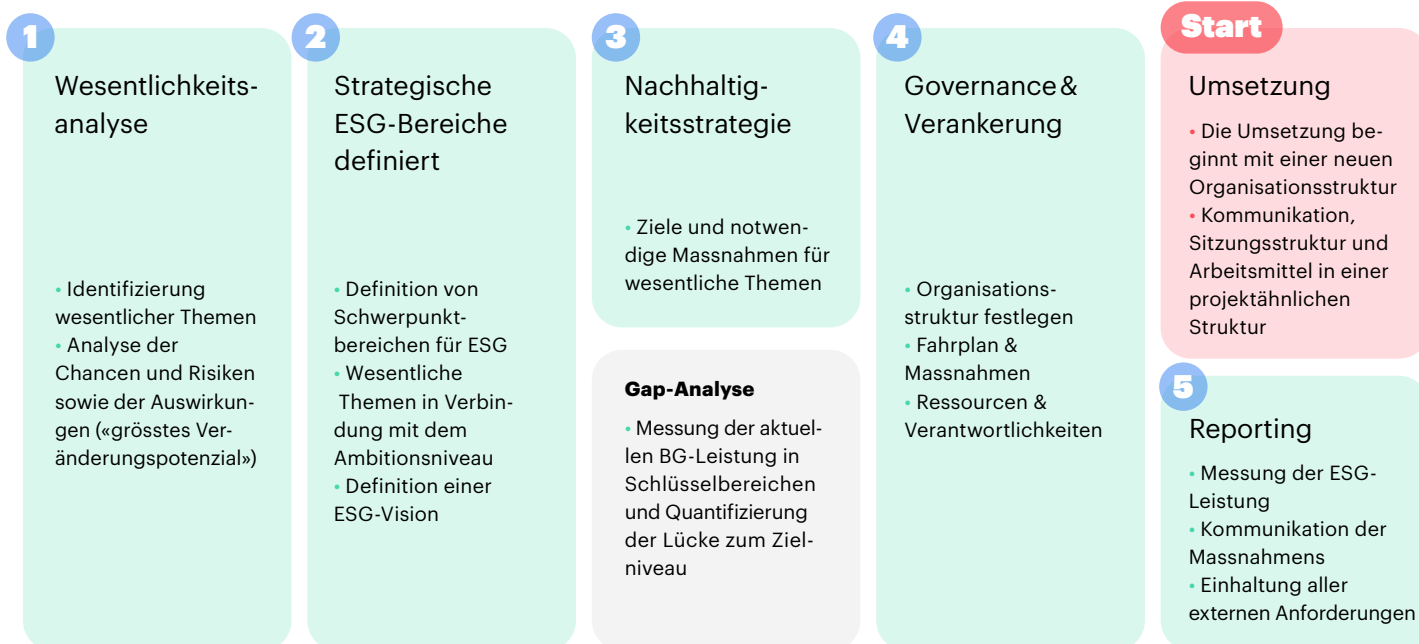 1
Wesentlichkeits-
analyse
• Identifizierung
wesentlicher Themen
• Analyse der
Chancen und Risiken
sowie der Auswirkun-
gen («grösstes Ver-
änderungspotenzial»)
2
Strategische
ESG-Bereiche
definiert
• Definition von
Schwerpunkt-
bereichen für ESG
• Wesentliche
Themen in Verbin-
dung mit dem
Ambitionsniveau
• Definition einer
ESG-Vision
3
Nachhaltig-
keitsstrategie
• Ziele und notwen-
dige Massnahmen für
wesentliche Themen
Gap-Analyse
• Messung der aktuel-
len BG-Leistung in
Schlüsselbereichen
und Quantifizierung
der Lücke zum Ziel-
niveau
4
Governance &
Verankerung
• Organisations-
struktur festlegen
• Fahrplan &
Massnahmen
• Ressourcen &
Verantwortlichkeiten
Start
Umsetzung
• Die Umsetzung be-
ginnt mit einer neuen
Organisationsstruktur
• Kommunikation,
Sitzungsstruktur und
Arbeitsmittel in einer
projektähnlichen
Struktur
5
Reporting
• Messung der ESG-
Leistung
• Kommunikation der
Massnahmens
• Einhaltung aller
externen Anforderungen